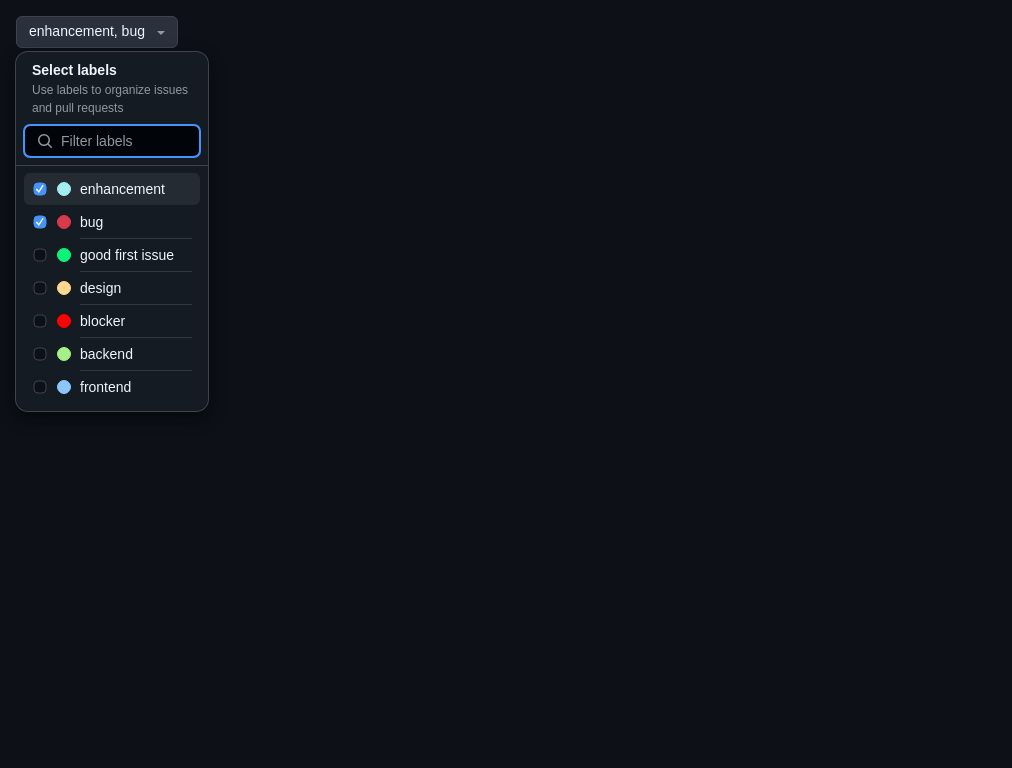 enhancement, bug
Select labels
Use labels to organize issues
and pull requests
Filter labels
enhancement
bug
good first issue
design
blocker
backend
frontend